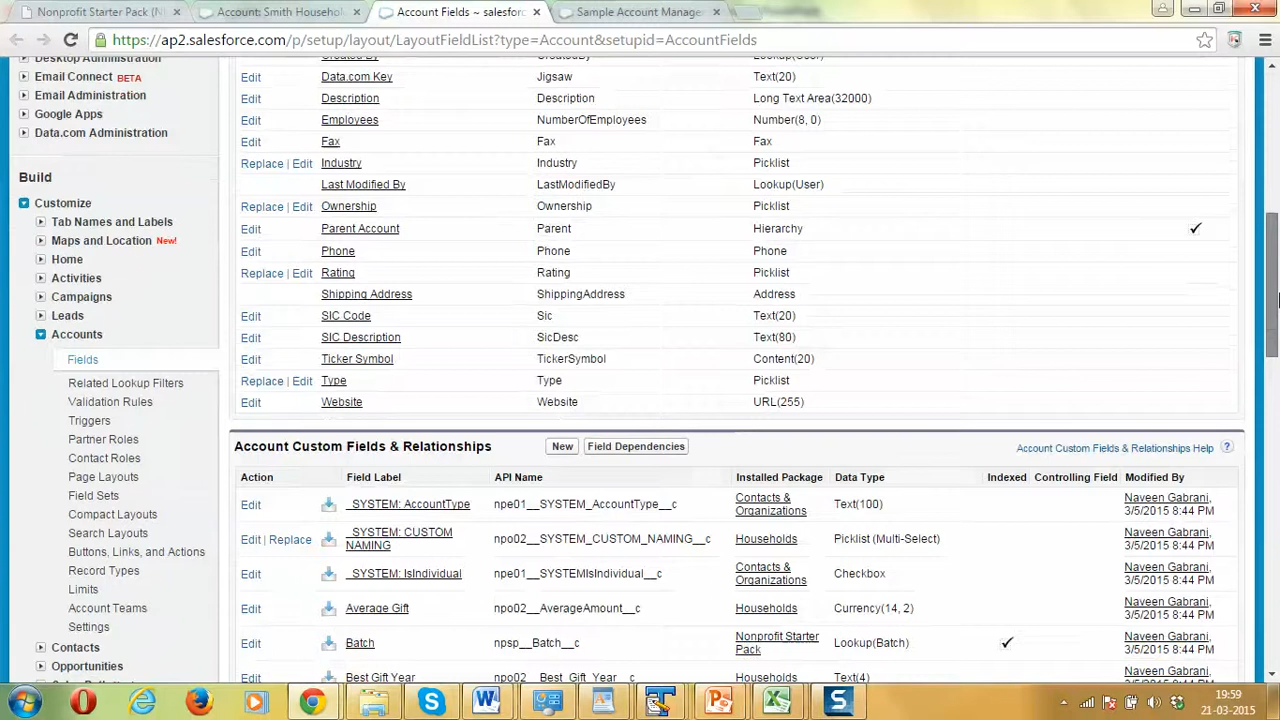 Nonprofit Starter Pack (N
Account: Smith Househol
Account Fields ~ salesforc
Sample Account Manage
https://ap2.salesforce.com/p/setup/layout/LayoutFieldList?type=Account&setupid=AccountFields
Desktop Administration
Email Connect BETA
Email Administration
Google Apps
Data.com Administration
Build
Customize
Tab Names and Labels
Maps and Location New!
Home
Activities
Campaigns
Leads
Accounts
Fields
Related Lookup Filters
Validation Rules
Triggers
Partner Roles
Contact Roles
Page Layouts
Field Sets
Compact Layouts
Search Layouts
Buttons, Links, and Actions
Record Types
Limits
Account Teams
Settings
Contacts
Opportunities
Created By CreatedBy Lookup(User)
Edit Data.com Key Jigsaw Text(20)
Edit Description Description Long Text Area(32000)
Edit Employees NumberOfEmployees Number(8, 0)
Edit Fax Fax Fax
Replace | Edit Industry Industry Picklist
Last Modified By LastModifiedBy Lookup(User)
Replace | Edit Ownership Ownership Picklist
Edit Parent Account Parent Hierarchy ✓
Edit Phone Phone Phone
Replace | Edit Rating Rating Picklist
Shipping Address ShippingAddress Address
Edit SIC Code Sic Text(20)
Edit SIC Description SicDesc Text(80)
Edit Ticker Symbol TickerSymbol Content(20)
Replace | Edit Type Type Picklist
Edit Website Website URL(255)
Account Custom Fields & Relationships New Field Dependencies Account Custom Fields & Relationships Help ?
Action Field Label API Name Installed Package Data Type Indexed Controlling Field Modified By
Edit _SYSTEM: AccountType npe01__SYSTEM_AccountType__c Contacts & Organizations Text(100) Naveen Gabrani, 3/5/2015 8:44 PM
Edit | Replace _SYSTEM: CUSTOM NAMING npo02__SYSTEM_CUSTOM_NAMING__c Households Picklist (Multi-Select) Naveen Gabrani, 3/5/2015 8:44 PM
Edit _SYSTEM: IsIndividual npe01__SYSTEMIsIndividual__c Contacts & Organizations Checkbox Naveen Gabrani, 3/5/2015 8:44 PM
Edit Average Gift npo02__AverageAmount__c Households Currency(14, 2) Naveen Gabrani, 3/5/2015 8:44 PM
Edit Batch npsp__Batch__c Nonprofit Starter Pack Lookup(Batch) ✓ Naveen Gabrani, 3/5/2015 8:44 PM
Edit Best Gift Year npo02__Best_Gift_Year__c Households Text(4) Naveen Gabrani,
19:59
21-03-2015